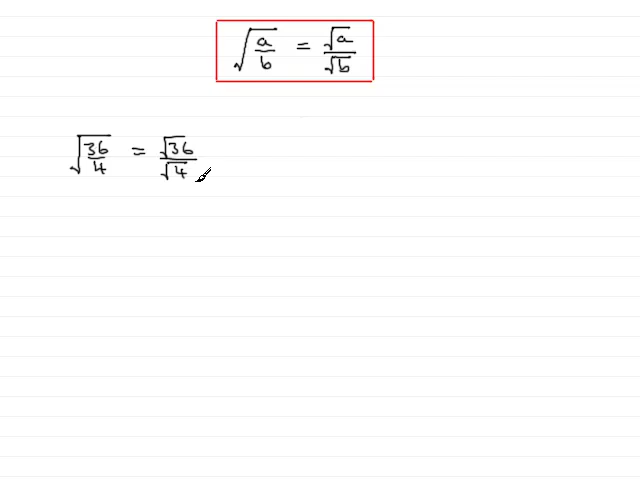 √(a/b) = √a/√b
√(36/4) = √36/√4